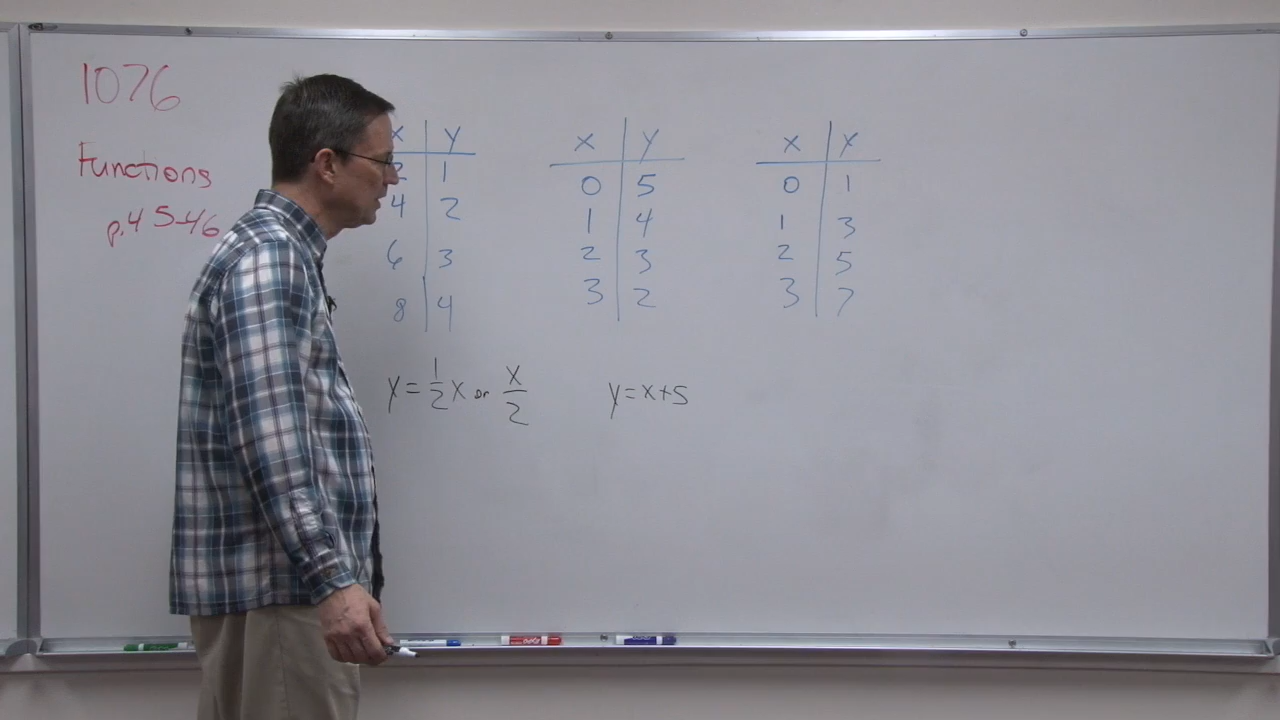 1076
Functions
p. 45-46
X Y
2 1
4 2
6 3
8 4
X Y
0 5
1 4
2 3
3 2
X Y
0 1
1 3
2 5
3 7
y = 1/2 x or x/2
y = x+5
EXPO